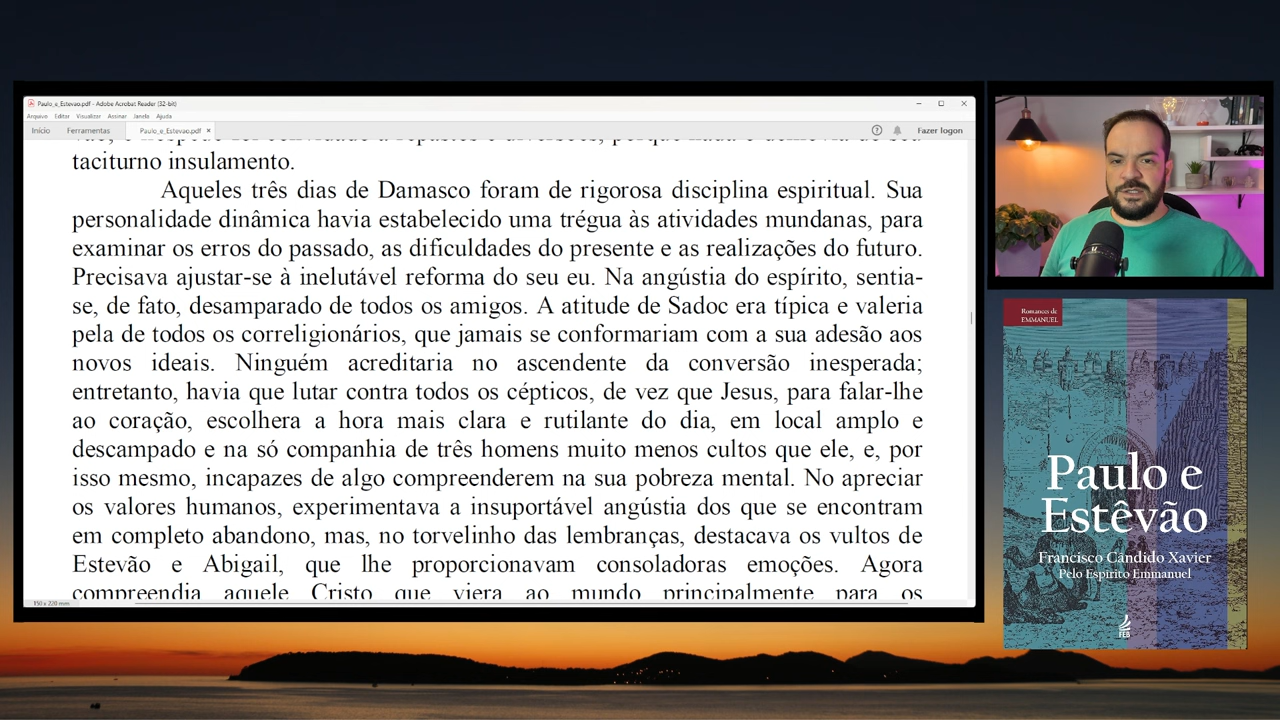 Paulo_e_Estevao.pdf - Adobe Acrobat Reader (32-bit)
Arquivo Editar Visualizar Assinar Janela Ajuda
Início Ferramentas Paulo_e_Estevao.pdf × Fazer logon
taciturno insulamento.
Aqueles três dias de Damasco foram de rigorosa disciplina espiritual. Sua
personalidade dinâmica havia estabelecido uma trégua às atividades mundanas, para
examinar os erros do passado, as dificuldades do presente e as realizações do futuro.
Precisava ajustar-se à inelutável reforma do seu eu. Na angústia do espírito, sentia-
se, de fato, desamparado de todos os amigos. A atitude de Sadoc era típica e valeria
pela de todos os correligionários, que jamais se conformariam com a sua adesão aos
novos ideais. Ninguém acreditaria no ascendente da conversão inesperada;
entretanto, havia que lutar contra todos os cépticos, de vez que Jesus, para falar-lhe
ao coração, escolhera a hora mais clara e rutilante do dia, em local amplo e
descampado e na só companhia de três homens muito menos cultos que ele, e, por
isso mesmo, incapazes de algo compreenderem na sua pobreza mental. No apreciar
os valores humanos, experimentava a insuportável angústia dos que se encontram
em completo abandono, mas, no torvelinho das lembranças, destacava os vultos de
Estevão e Abigail, que lhe proporcionavam consoladoras emoções. Agora
compreendia aquele Cristo que viera ao mundo principalmente para os
150 x 220 mm
Romances de
EMMANUEL
Paulo e
Estêvão
Francisco Cândido Xavier
Pelo Espírito Emmanuel
FEB